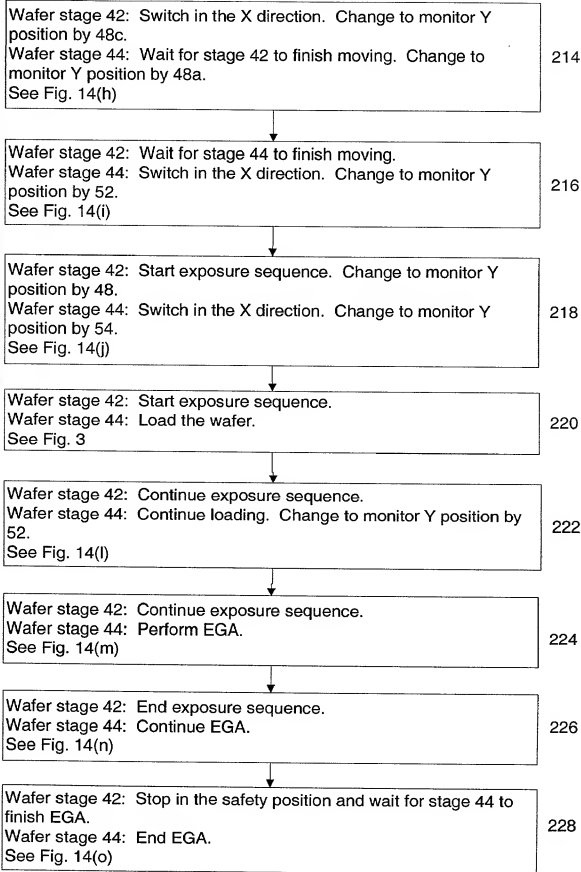 Wafer stage 42: Switch in the X direction. Change to monitor Y
position by 48c.
Wafer stage 44: Wait for stage 42 to finish moving. Change to
monitor Y position by 48a.
See Fig. 14(h)
214
Wafer stage 42: Wait for stage 44 to finish moving.
Wafer stage 44: Switch in the X direction. Change to monitor Y
position by 52.
See Fig. 14(i)
216
Wafer stage 42: Start exposure sequence. Change to monitor Y
position by 48.
Wafer stage 44: Switch in the X direction. Change to monitor Y
position by 54.
See Fig. 14(j)
218
Wafer stage 42: Start exposure sequence.
Wafer stage 44: Load the wafer.
See Fig. 3
220
Wafer stage 42: Continue exposure sequence.
Wafer stage 44: Continue loading. Change to monitor Y position by
52.
See Fig. 14(l)
222
Wafer stage 42: Continue exposure sequence.
Wafer stage 44: Perform EGA.
See Fig. 14(m)
224
Wafer stage 42: End exposure sequence.
Wafer stage 44: Continue EGA.
See Fig. 14(n)
226
Wafer stage 42: Stop in the safety position and wait for stage 44 to
finish EGA.
Wafer stage 44: End EGA.
See Fig. 14(o)
228